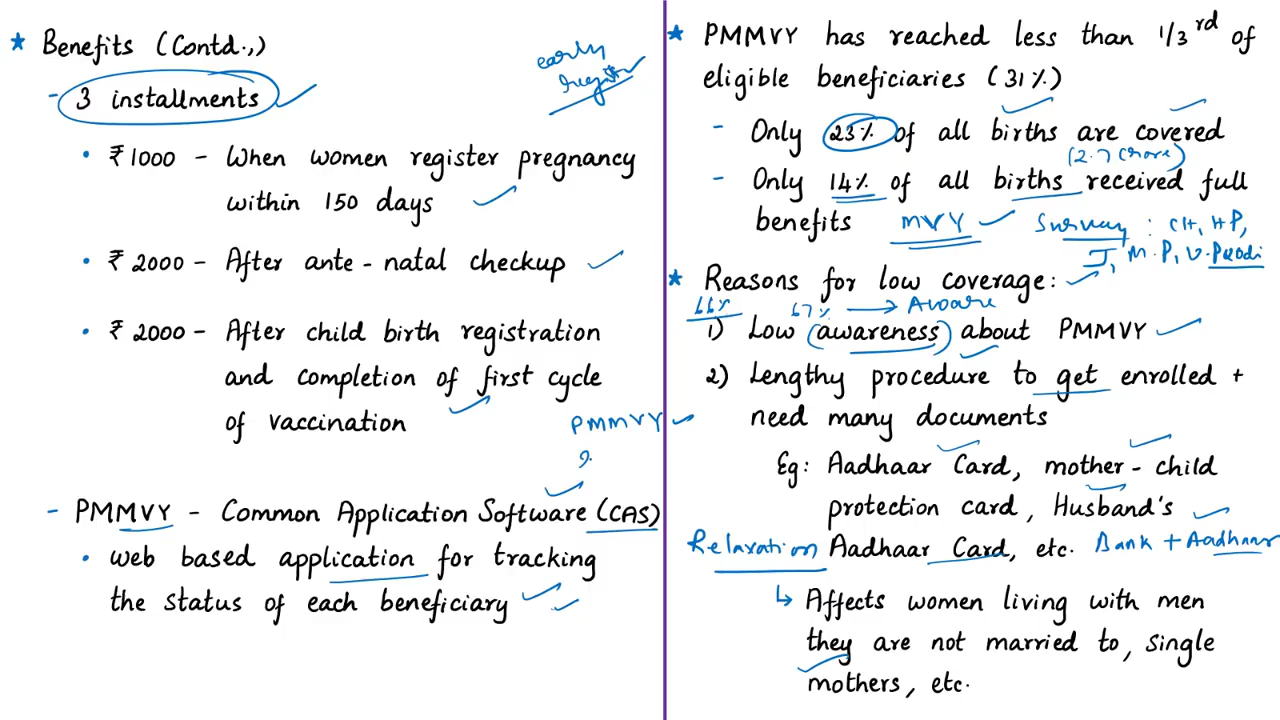 ★ Benefits (Contd.,)
early
register
- 3 installments
• ₹1000 - When women register pregnancy
within 150 days
• ₹2000 - After ante-natal checkup
• ₹2000 - After child birth registration
and completion of first cycle
of vaccination
PMMVY
- PMMVY - Common Application Software (CAS)
• web based application for tracking
the status of each beneficiary
★ PMMVY has reached less than 1/3rd of
eligible beneficiaries (31%)
- Only 23% of all births are covered
(2.7 crore)
- Only 14% of all births received full
benefits MVY Survey : CH, HP,
J, M.P, U.P
★ Reasons for low coverage:
66% 67% → Aware
1) Low (awareness) about PMMVY
2) Lengthy procedure to get enrolled +
need many documents
Eg: Aadhaar Card, mother-child
protection card, Husband's
Relaxation Aadhaar Card, etc. Bank + Aadhaar
↳ Affects women living with men
they are not married to, single
mothers, etc.